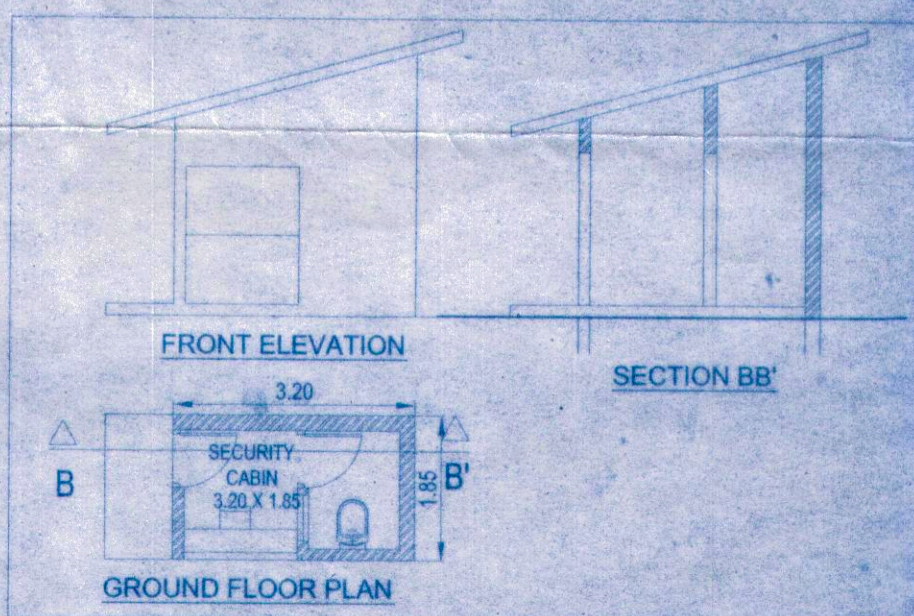 FRONT ELEVATION
SECTION BB'
3.20
SECURITY
CABIN
3.20 X 1.85
1.85
B
B'
GROUND FLOOR PLAN